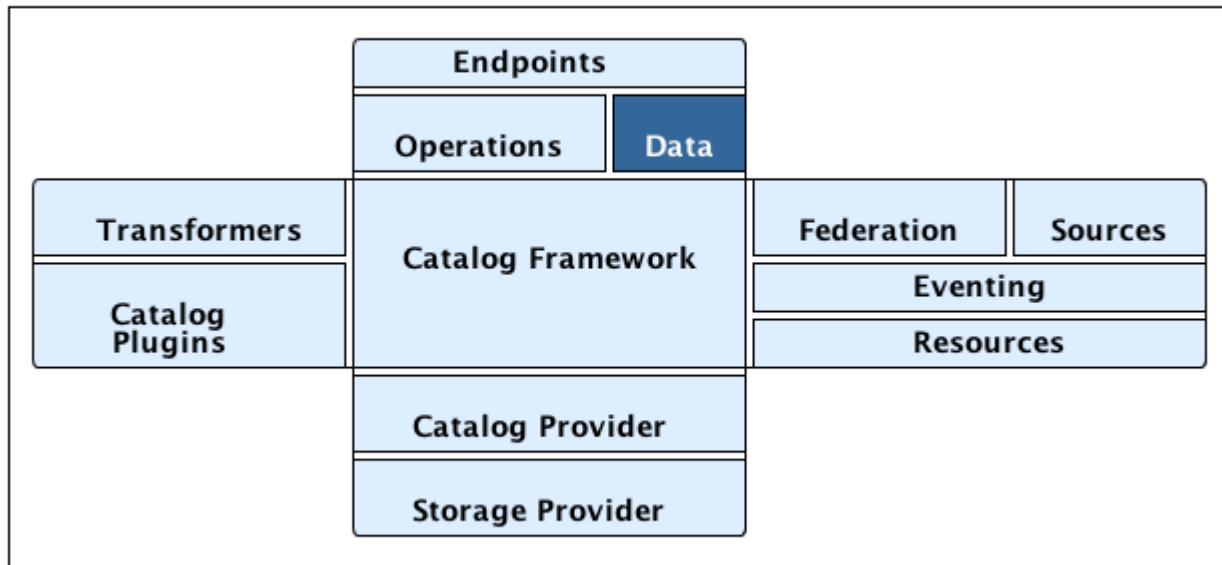 Endpoints
Operations
Data
Transformers
Catalog Framework
Federation
Sources
Eventing
Catalog
Plugins
Resources
Catalog Provider
Storage Provider